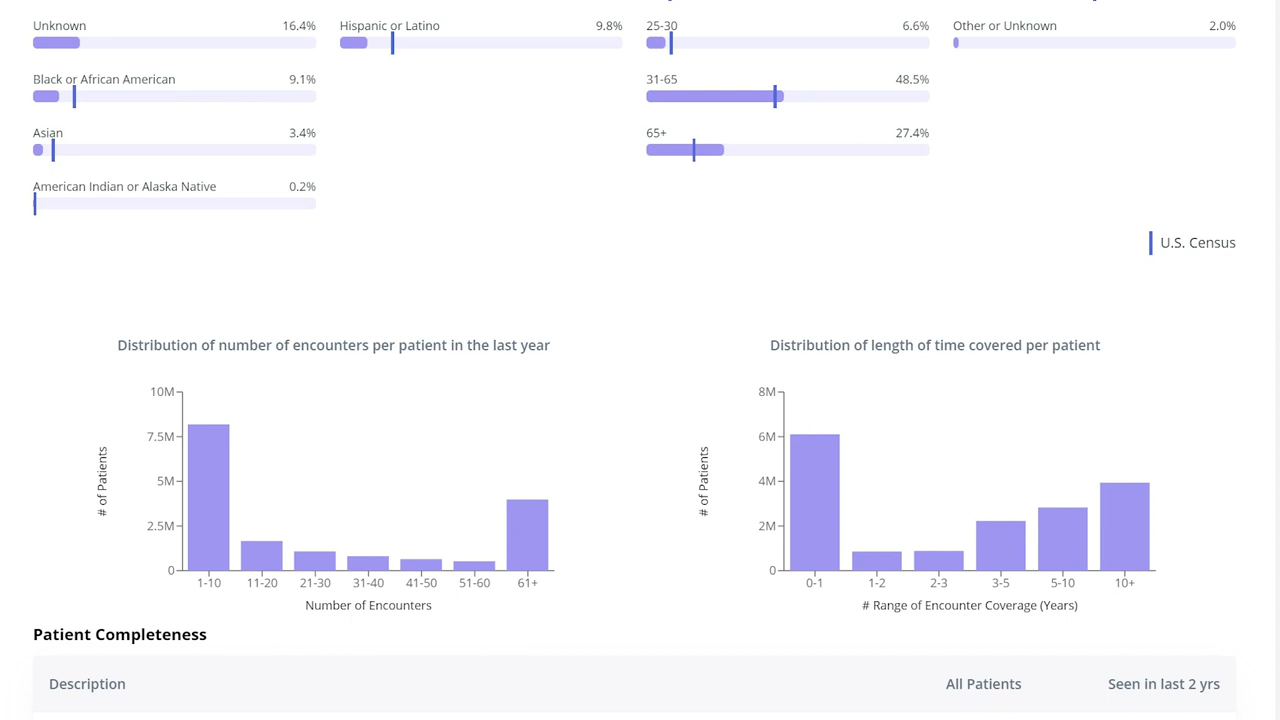 Unknown 16.4%
Hispanic or Latino 9.8%
25-30 6.6%
Other or Unknown 2.0%
Black or African American 9.1%
31-65 48.5%
Asian 3.4%
65+ 27.4%
American Indian or Alaska Native 0.2%
U.S. Census
Distribution of number of encounters per patient in the last year
10M
7.5M
5M
2.5M
0
# of Patients
1-10 11-20 21-30 31-40 41-50 51-60 61+
Number of Encounters
Distribution of length of time covered per patient
8M
6M
4M
2M
0
# of Patients
0-1 1-2 2-3 3-5 5-10 10+
# Range of Encounter Coverage (Years)
Patient Completeness
Description All Patients Seen in last 2 yrs